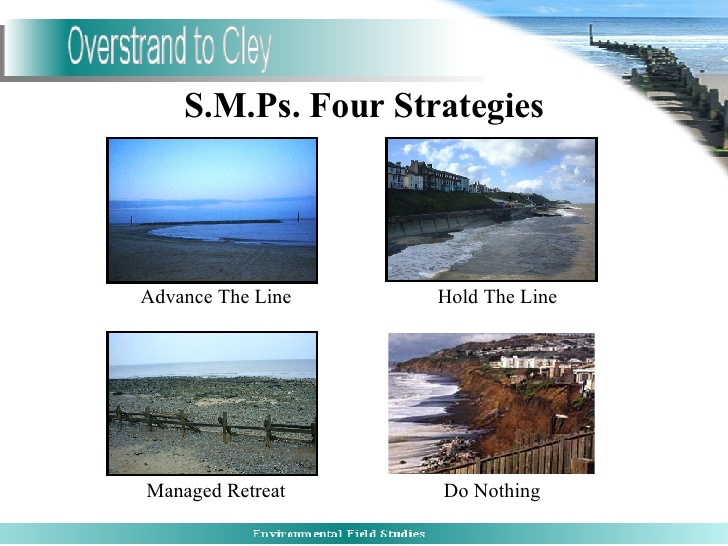 Overstrand to Cley
S.M.Ps. Four Strategies
Advance The Line
Hold The Line
Managed Retreat
Do Nothing
Environmental Field Studies